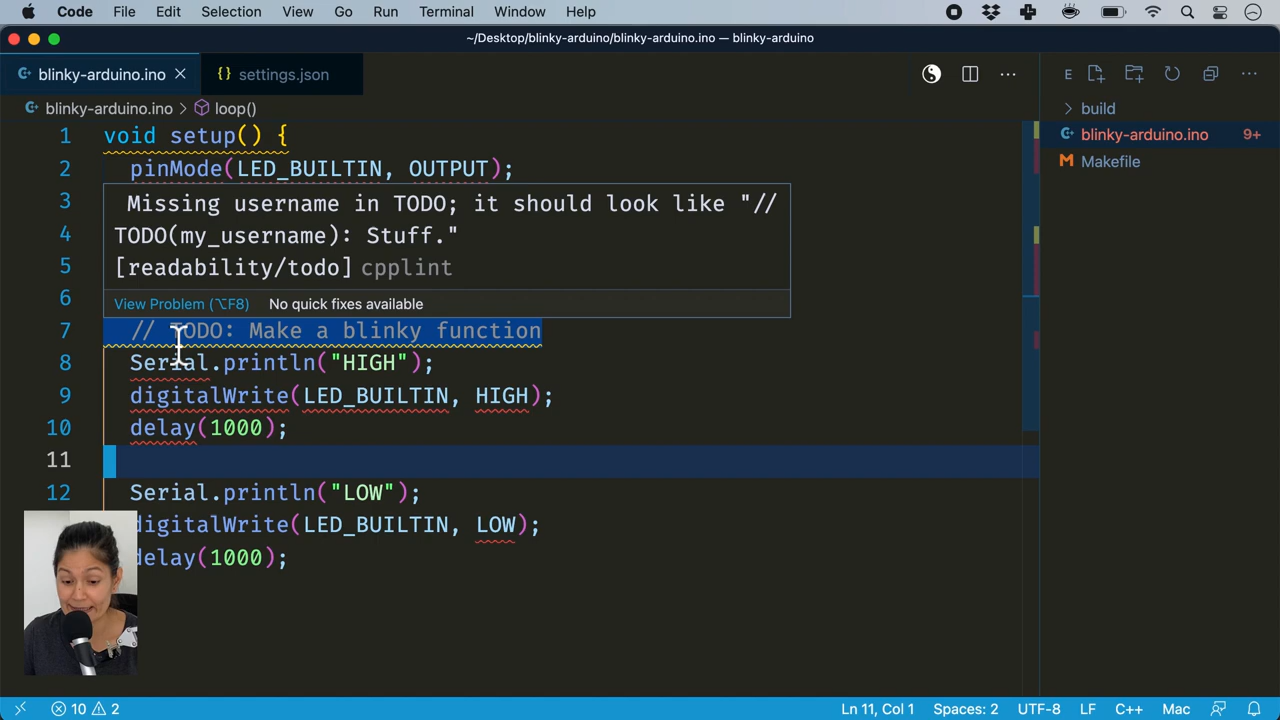 Code File Edit Selection View Go Run Terminal Window Help
~/Desktop/blinky-arduino/blinky-arduino.ino — blinky-arduino
blinky-arduino.ino
{} settings.json
E
blinky-arduino.ino > loop()
build
blinky-arduino.ino 9+
Makefile
1 void setup() {
2 pinMode(LED_BUILTIN, OUTPUT);
3
4
5
6
Missing username in TODO; it should look like "//
TODO(my_username): Stuff."
[readability/todo] cpplint
View Problem (⌥F8) No quick fixes available
7 // TODO: Make a blinky function
8 Serial.println("HIGH");
9 digitalWrite(LED_BUILTIN, HIGH);
10 delay(1000);
11
12 Serial.println("LOW");
digitalWrite(LED_BUILTIN, LOW);
delay(1000);
10 2 Ln 11, Col 1 Spaces: 2 UTF-8 LF C++ Mac